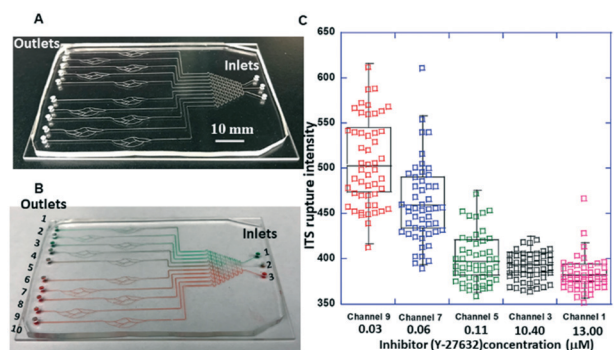 A
Outlets
Inlets
10 mm
B
Outlets
Inlets
1
2
3
4
5
6
7
8
9
10
1
2
3
C
ITS rupture intensity
650
600
550
500
450
400
350
Channel 9 Channel 7 Channel 5 Channel 3 Channel 1
0.03 0.06 0.11 10.40 13.00
Inhibitor (Y-27632)concentration (μM)